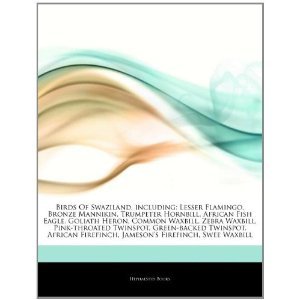 Birds Of Swaziland, including: Lesser Flamingo,
Bronze Mannikin, Trumpeter Hornbill, African Fish
Eagle, Goliath Heron, Common Waxbill, Zebra Waxbill,
Pink-throated Twinspot, Green-backed Twinspot,
African Firefinch, Jameson's Firefinch, Swee Waxbill
Hephaestus Books